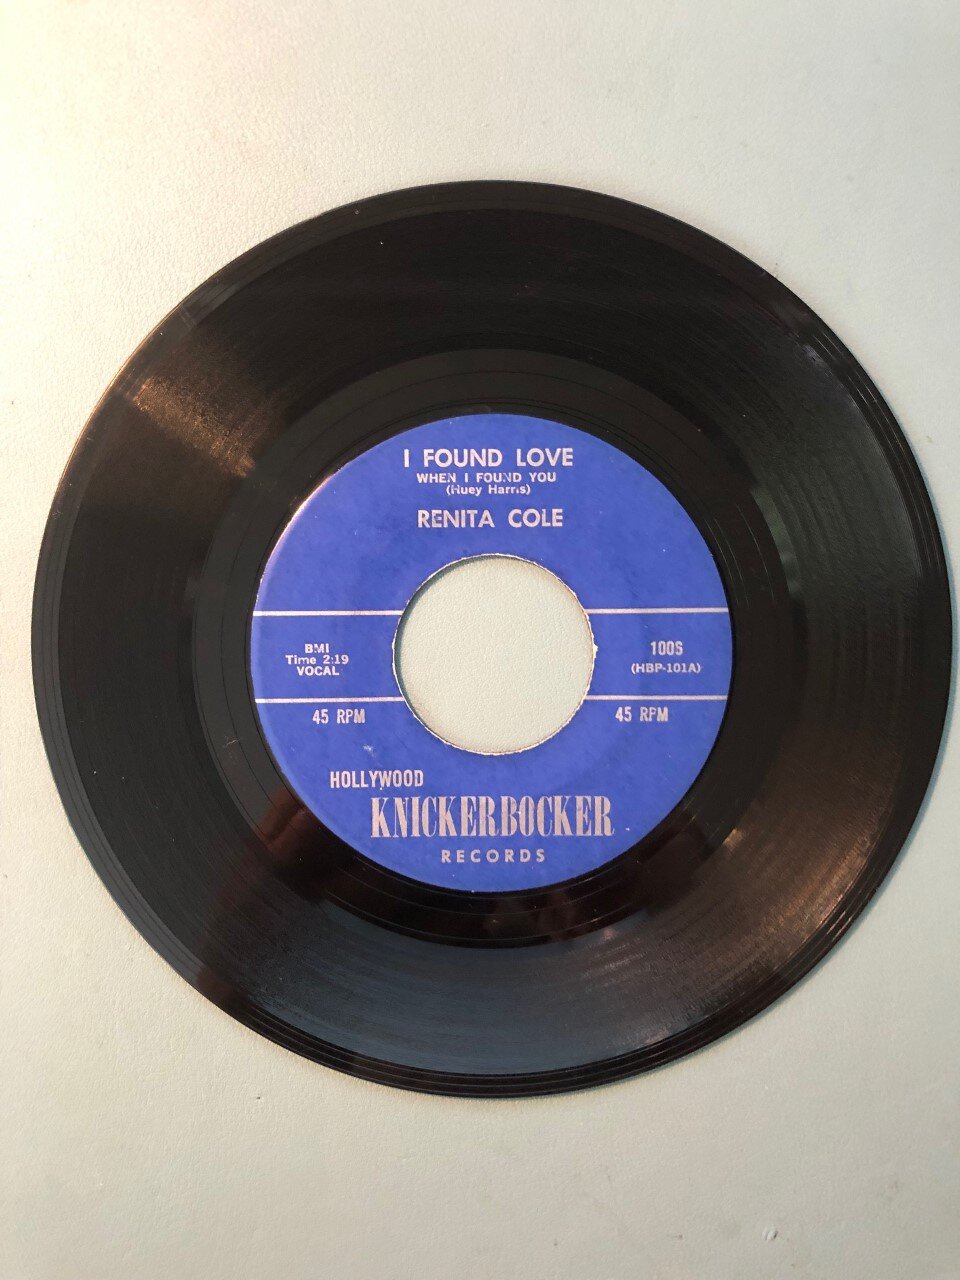 I FOUND LOVE
WHEN I FOUND YOU
(Huey Harris)
RENITA COLE
BMI
Time 2:19
VOCAL
100S
(HBP-101A)
45 RPM
45 RPM
HOLLYWOOD
KNICKERBOCKER
RECORDS